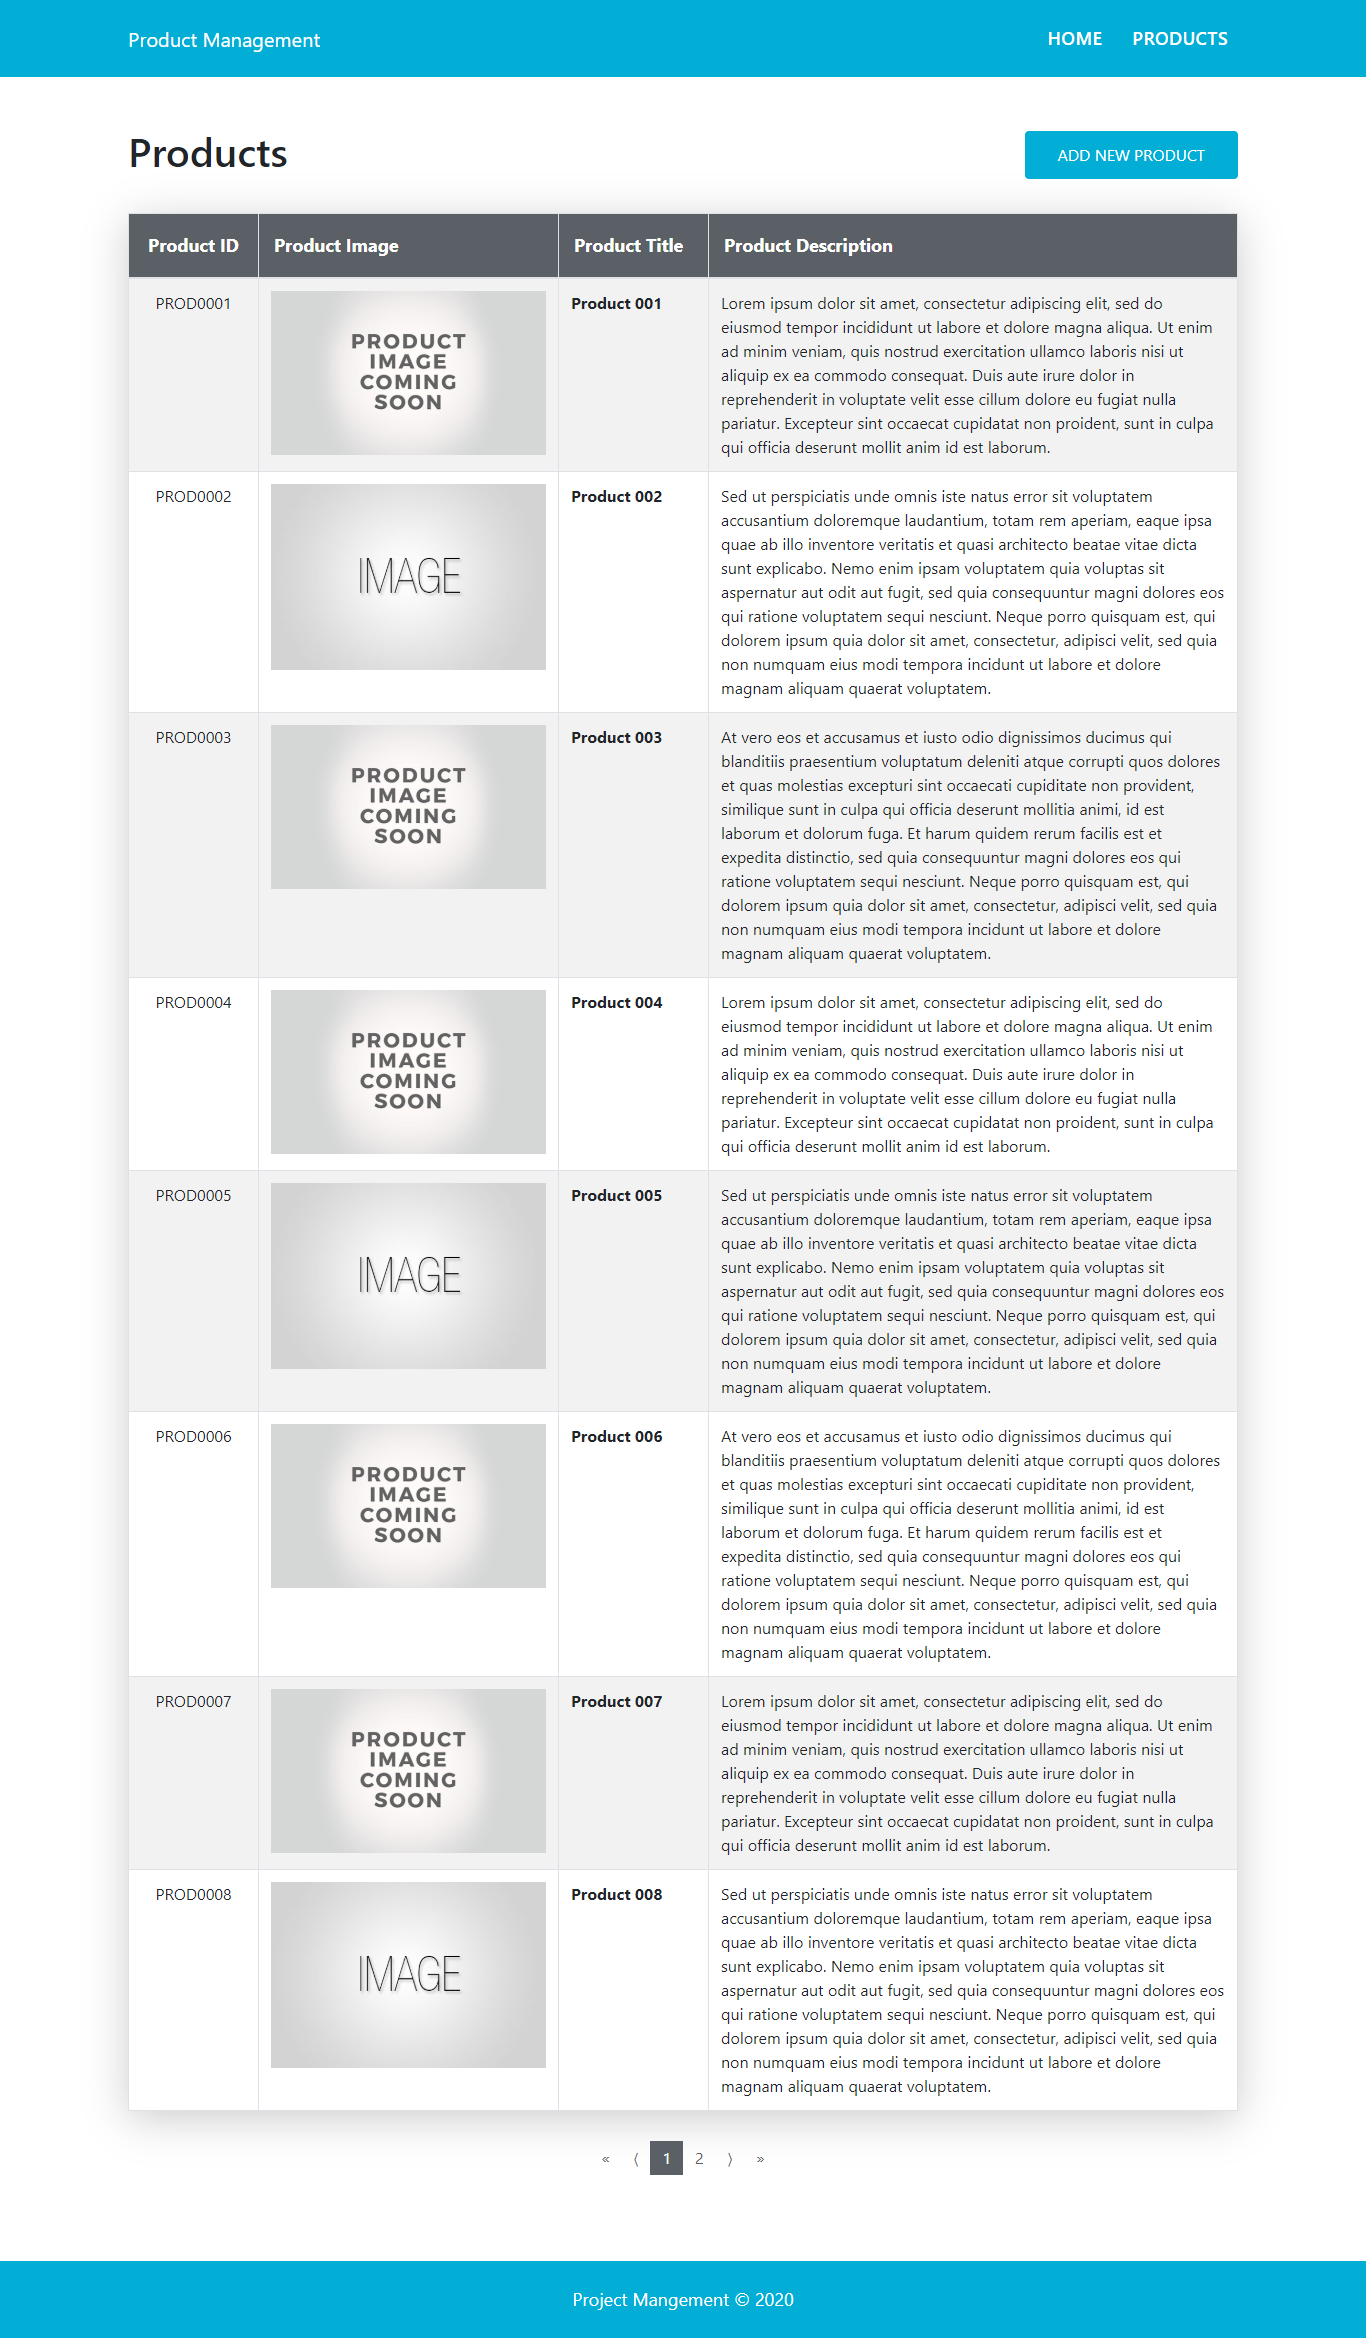 Product Management
HOME PRODUCTS
Products
ADD NEW PRODUCT
Product ID Product Image Product Title Product Description
PROD0001
PRODUCT
IMAGE
COMING
SOON
Product 001
Lorem ipsum dolor sit amet, consectetur adipiscing elit, sed do
eiusmod tempor incididunt ut labore et dolore magna aliqua. Ut enim
ad minim veniam, quis nostrud exercitation ullamco laboris nisi ut
aliquip ex ea commodo consequat. Duis aute irure dolor in
reprehenderit in voluptate velit esse cillum dolore eu fugiat nulla
pariatur. Excepteur sint occaecat cupidatat non proident, sunt in culpa
qui officia deserunt mollit anim id est laborum.
PROD0002
IMAGE
Product 002
Sed ut perspiciatis unde omnis iste natus error sit voluptatem
accusantium doloremque laudantium, totam rem aperiam, eaque ipsa
quae ab illo inventore veritatis et quasi architecto beatae vitae dicta
sunt explicabo. Nemo enim ipsam voluptatem quia voluptas sit
aspernatur aut odit aut fugit, sed quia consequuntur magni dolores eos
qui ratione voluptatem sequi nesciunt. Neque porro quisquam est, qui
dolorem ipsum quia dolor sit amet, consectetur, adipisci velit, sed quia
non numquam eius modi tempora incidunt ut labore et dolore
magnam aliquam quaerat voluptatem.
PROD0003
PRODUCT
IMAGE
COMING
SOON
Product 003
At vero eos et accusamus et iusto odio dignissimos ducimus qui
blanditiis praesentium voluptatum deleniti atque corrupti quos dolores
et quas molestias excepturi sint occaecati cupiditate non provident,
similique sunt in culpa qui officia deserunt mollitia animi, id est
laborum et dolorum fuga. Et harum quidem rerum facilis est et
expedita distinctio, sed quia consequuntur magni dolores eos qui
ratione voluptatem sequi nesciunt. Neque porro quisquam est, qui
dolorem ipsum quia dolor sit amet, consectetur, adipisci velit, sed quia
non numquam eius modi tempora incidunt ut labore et dolore
magnam aliquam quaerat voluptatem.
PROD0004
PRODUCT
IMAGE
COMING
SOON
Product 004
Lorem ipsum dolor sit amet, consectetur adipiscing elit, sed do
eiusmod tempor incididunt ut labore et dolore magna aliqua. Ut enim
ad minim veniam, quis nostrud exercitation ullamco laboris nisi ut
aliquip ex ea commodo consequat. Duis aute irure dolor in
reprehenderit in voluptate velit esse cillum dolore eu fugiat nulla
pariatur. Excepteur sint occaecat cupidatat non proident, sunt in culpa
qui officia deserunt mollit anim id est laborum.
PROD0005
IMAGE
Product 005
Sed ut perspiciatis unde omnis iste natus error sit voluptatem
accusantium doloremque laudantium, totam rem aperiam, eaque ipsa
quae ab illo inventore veritatis et quasi architecto beatae vitae dicta
sunt explicabo. Nemo enim ipsam voluptatem quia voluptas sit
aspernatur aut odit aut fugit, sed quia consequuntur magni dolores eos
qui ratione voluptatem sequi nesciunt. Neque porro quisquam est, qui
dolorem ipsum quia dolor sit amet, consectetur, adipisci velit, sed quia
non numquam eius modi tempora incidunt ut labore et dolore
magnam aliquam quaerat voluptatem.
PROD0006
PRODUCT
IMAGE
COMING
SOON
Product 006
At vero eos et accusamus et iusto odio dignissimos ducimus qui
blanditiis praesentium voluptatum deleniti atque corrupti quos dolores
et quas molestias excepturi sint occaecati cupiditate non provident,
similique sunt in culpa qui officia deserunt mollitia animi, id est
laborum et dolorum fuga. Et harum quidem rerum facilis est et
expedita distinctio, sed quia consequuntur magni dolores eos qui
ratione voluptatem sequi nesciunt. Neque porro quisquam est, qui
dolorem ipsum quia dolor sit amet, consectetur, adipisci velit, sed quia
non numquam eius modi tempora incidunt ut labore et dolore
magnam aliquam quaerat voluptatem.
PROD0007
PRODUCT
IMAGE
COMING
SOON
Product 007
Lorem ipsum dolor sit amet, consectetur adipiscing elit, sed do
eiusmod tempor incididunt ut labore et dolore magna aliqua. Ut enim
ad minim veniam, quis nostrud exercitation ullamco laboris nisi ut
aliquip ex ea commodo consequat. Duis aute irure dolor in
reprehenderit in voluptate velit esse cillum dolore eu fugiat nulla
pariatur. Excepteur sint occaecat cupidatat non proident, sunt in culpa
qui officia deserunt mollit anim id est laborum.
PROD0008
IMAGE
Product 008
Sed ut perspiciatis unde omnis iste natus error sit voluptatem
accusantium doloremque laudantium, totam rem aperiam, eaque ipsa
quae ab illo inventore veritatis et quasi architecto beatae vitae dicta
sunt explicabo. Nemo enim ipsam voluptatem quia voluptas sit
aspernatur aut odit aut fugit, sed quia consequuntur magni dolores eos
qui ratione voluptatem sequi nesciunt. Neque porro quisquam est, qui
dolorem ipsum quia dolor sit amet, consectetur, adipisci velit, sed quia
non numquam eius modi tempora incidunt ut labore et dolore
magnam aliquam quaerat voluptatem.
« ⟨ 1 2 ⟩ »
Project Mangement © 2020